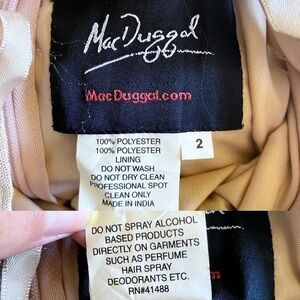 Mac Duggal
MacDuggal.com
100% POLYESTER
100% POLYESTER
LINING
DO NOT WASH
DO NOT DRY CLEAN
PROFESSIONAL SPOT
CLEAN ONLY
MADE IN INDIA
2
DO NOT SPRAY ALCOHOL
BASED PRODUCTS
DIRECTLY ON GARMENTS
SUCH AS PERFUME
HAIR SPRAY
DEODORANTS ETC.
RN#41488
m